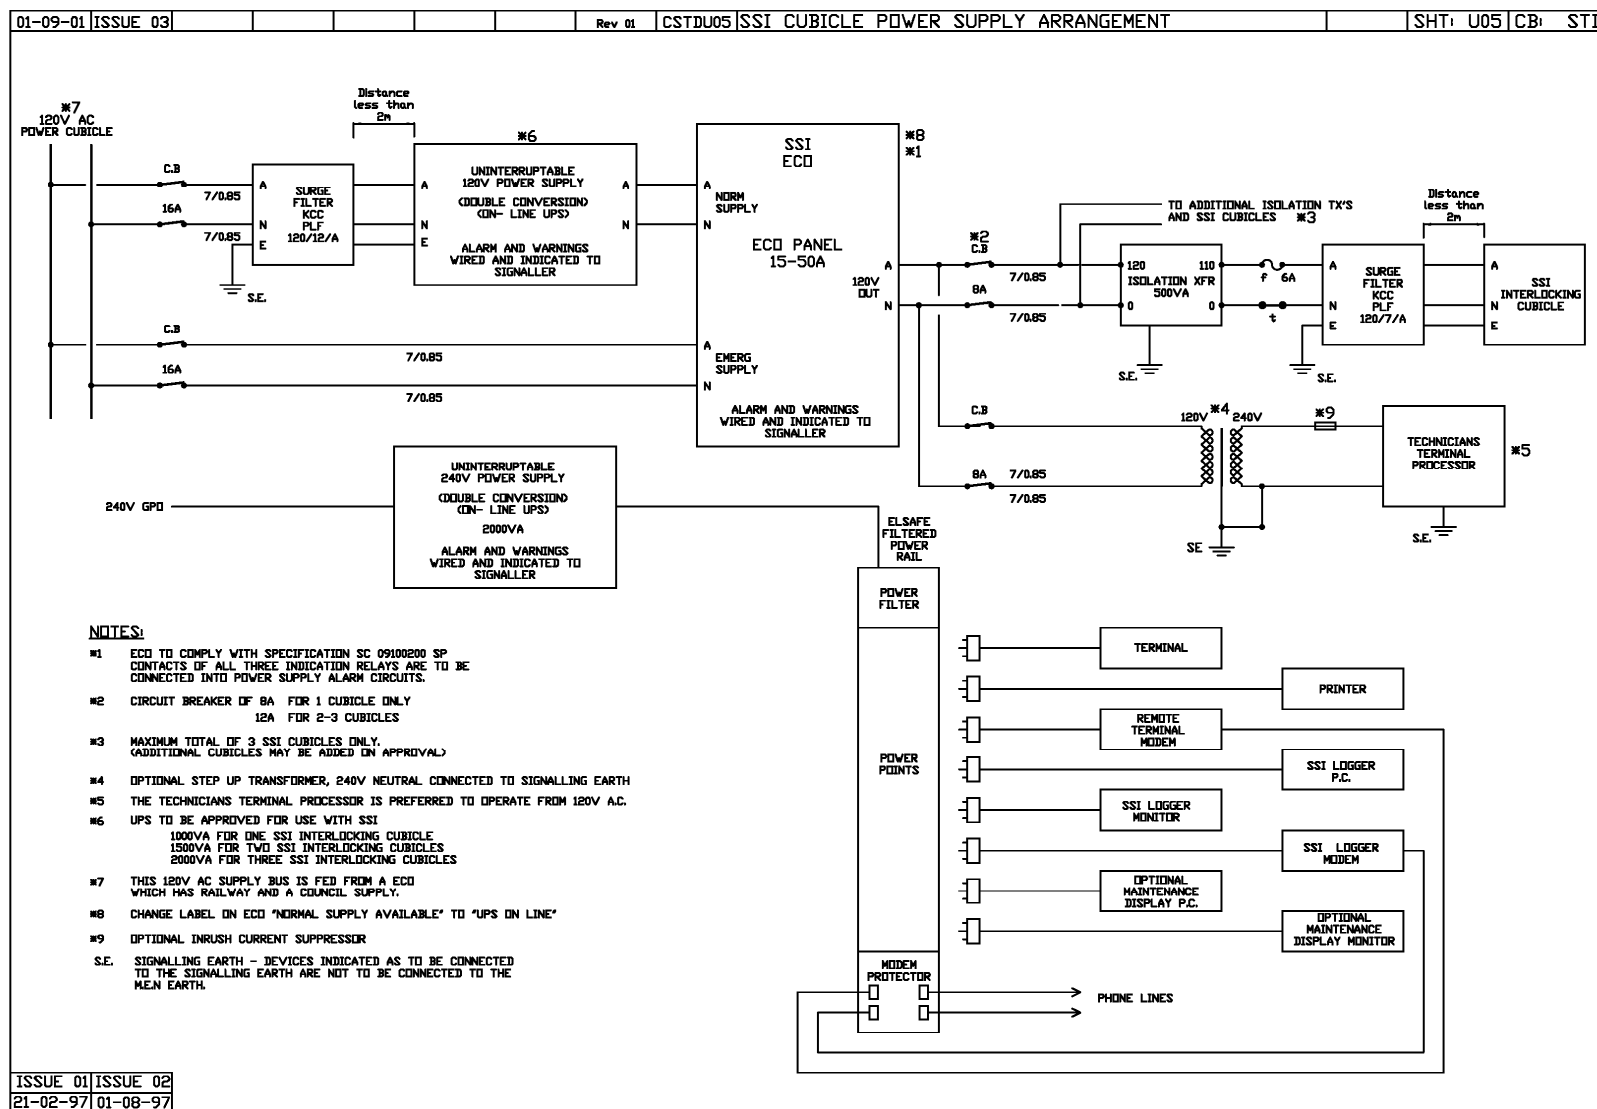 01-09-01 ISSUE 03 Rev 01 CSTDU05 SSI CUBICLE POWER SUPPLY ARRANGEMENT SHT: U05 CB: STI
*7
120V AC
POWER CUBICLE
C.B
7/0.85
16A
7/0.85
A
N
E
SURGE
FILTER
KCC
PLF
120/12/A
S.E.
Distance
less than
2m
*6
UNINTERRUPTABLE
120V POWER SUPPLY
(DOUBLE CONVERSION)
(ON- LINE UPS)
ALARM AND WARNINGS
WIRED AND INDICATED TO
SIGNALLER
A
N
E
A
N
C.B
7/0.85
16A
7/0.85
*8
*1
SSI
ECO
A
NORM
SUPPLY
N
ECO PANEL
15-50A
A
120V
OUT
N
A
EMERG
SUPPLY
N
ALARM AND WARNINGS
WIRED AND INDICATED TO
SIGNALLER
TO ADDITIONAL ISOLATION TX'S
AND SSI CUBICLES *3
*2
C.B
7/0.85
8A
7/0.85
120 110
ISOLATION XFR
500VA
0 0
S.E.
f 6A
t
A
N
E
SURGE
FILTER
KCC
PLF
120/7/A
S.E.
Distance
less than
2m
A
N
E
SSI
INTERLOCKING
CUBICLE
C.B
8A 7/0.85
7/0.85
120V *4 240V
SE
*9
TECHNICIANS
TERMINAL
PROCESSOR
*5
S.E.
240V GPO
UNINTERRUPTABLE
240V POWER SUPPLY
(DOUBLE CONVERSION)
(ON- LINE UPS)
2000VA
ALARM AND WARNINGS
WIRED AND INDICATED TO
SIGNALLER
ELSAFE
FILTERED
POWER
RAIL
POWER
FILTER
POWER
POINTS
MODEM
PROTECTOR
TERMINAL
PRINTER
REMOTE
TERMINAL
MODEM
SSI LOGGER
P.C.
SSI LOGGER
MONITOR
SSI LOGGER
MODEM
OPTIONAL
MAINTENANCE
DISPLAY P.C.
OPTIONAL
MAINTENANCE
DISPLAY MONITOR
PHONE LINES
NOTES:
*1 ECO TO COMPLY WITH SPECIFICATION SC 09100200 SP
CONTACTS OF ALL THREE INDICATION RELAYS ARE TO BE
CONNECTED INTO POWER SUPPLY ALARM CIRCUITS.
*2 CIRCUIT BREAKER OF 8A FOR 1 CUBICLE ONLY
12A FOR 2-3 CUBICLES
*3 MAXIMUM TOTAL OF 3 SSI CUBICLES ONLY.
(ADDITIONAL CUBICLES MAY BE ADDED ON APPROVAL)
*4 OPTIONAL STEP UP TRANSFORMER, 240V NEUTRAL CONNECTED TO SIGNALLING EARTH
*5 THE TECHNICIANS TERMINAL PROCESSOR IS PREFERRED TO OPERATE FROM 120V A.C.
*6 UPS TO BE APPROVED FOR USE WITH SSI
1000VA FOR ONE SSI INTERLOCKING CUBICLE
1500VA FOR TWO SSI INTERLOCKING CUBICLES
2000VA FOR THREE SSI INTERLOCKING CUBICLES
*7 THIS 120V AC SUPPLY BUS IS FED FROM A ECO
WHICH HAS RAILWAY AND A COUNCIL SUPPLY.
*8 CHANGE LABEL ON ECO "NORMAL SUPPLY AVAILABLE" TO "UPS ON LINE"
*9 OPTIONAL INRUSH CURRENT SUPPRESSOR
S.E. SIGNALLING EARTH - DEVICES INDICATED AS TO BE CONNECTED
TO THE SIGNALLING EARTH ARE NOT TO BE CONNECTED TO THE
M.E.N EARTH.
ISSUE 01 ISSUE 02
21-02-97 01-08-97